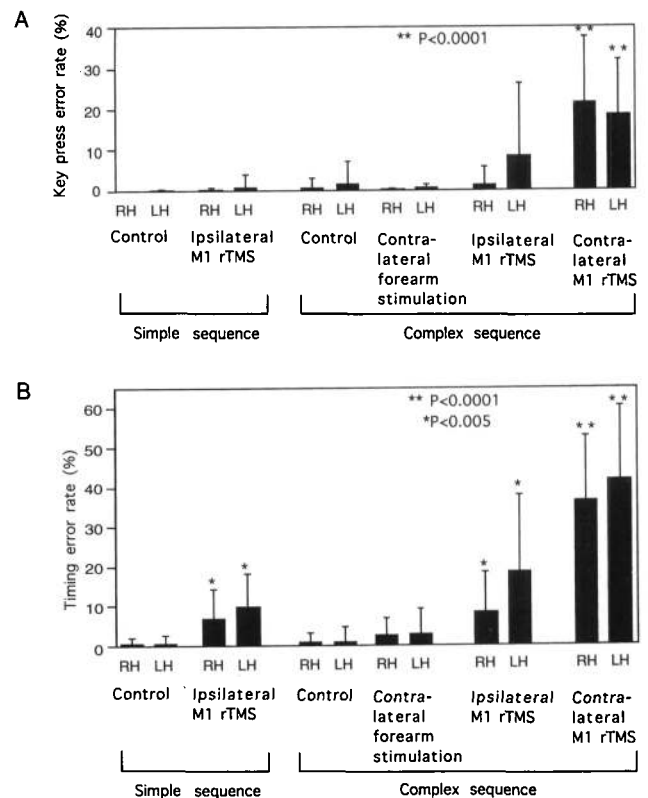 A
Key press error rate (%)
40
30
20
10
0
** P<0.0001
** **
RH LH RH LH RH LH RH LH RH LH RH LH
Control Ipsilateral M1 rTMS Control Contra-lateral forearm stimulation Ipsilateral M1 rTMS Contra-lateral M1 rTMS
Simple sequence Complex sequence
B
Timing error rate (%)
60
50
40
30
20
10
0
** P<0.0001
*P<0.005
* * * * ** **
RH LH RH LH RH LH RH LH RH LH RH LH
Control Ipsilateral M1 rTMS Control Contra-lateral forearm stimulation Ipsilateral M1 rTMS Contra-lateral M1 rTMS
Simple sequence Complex sequence